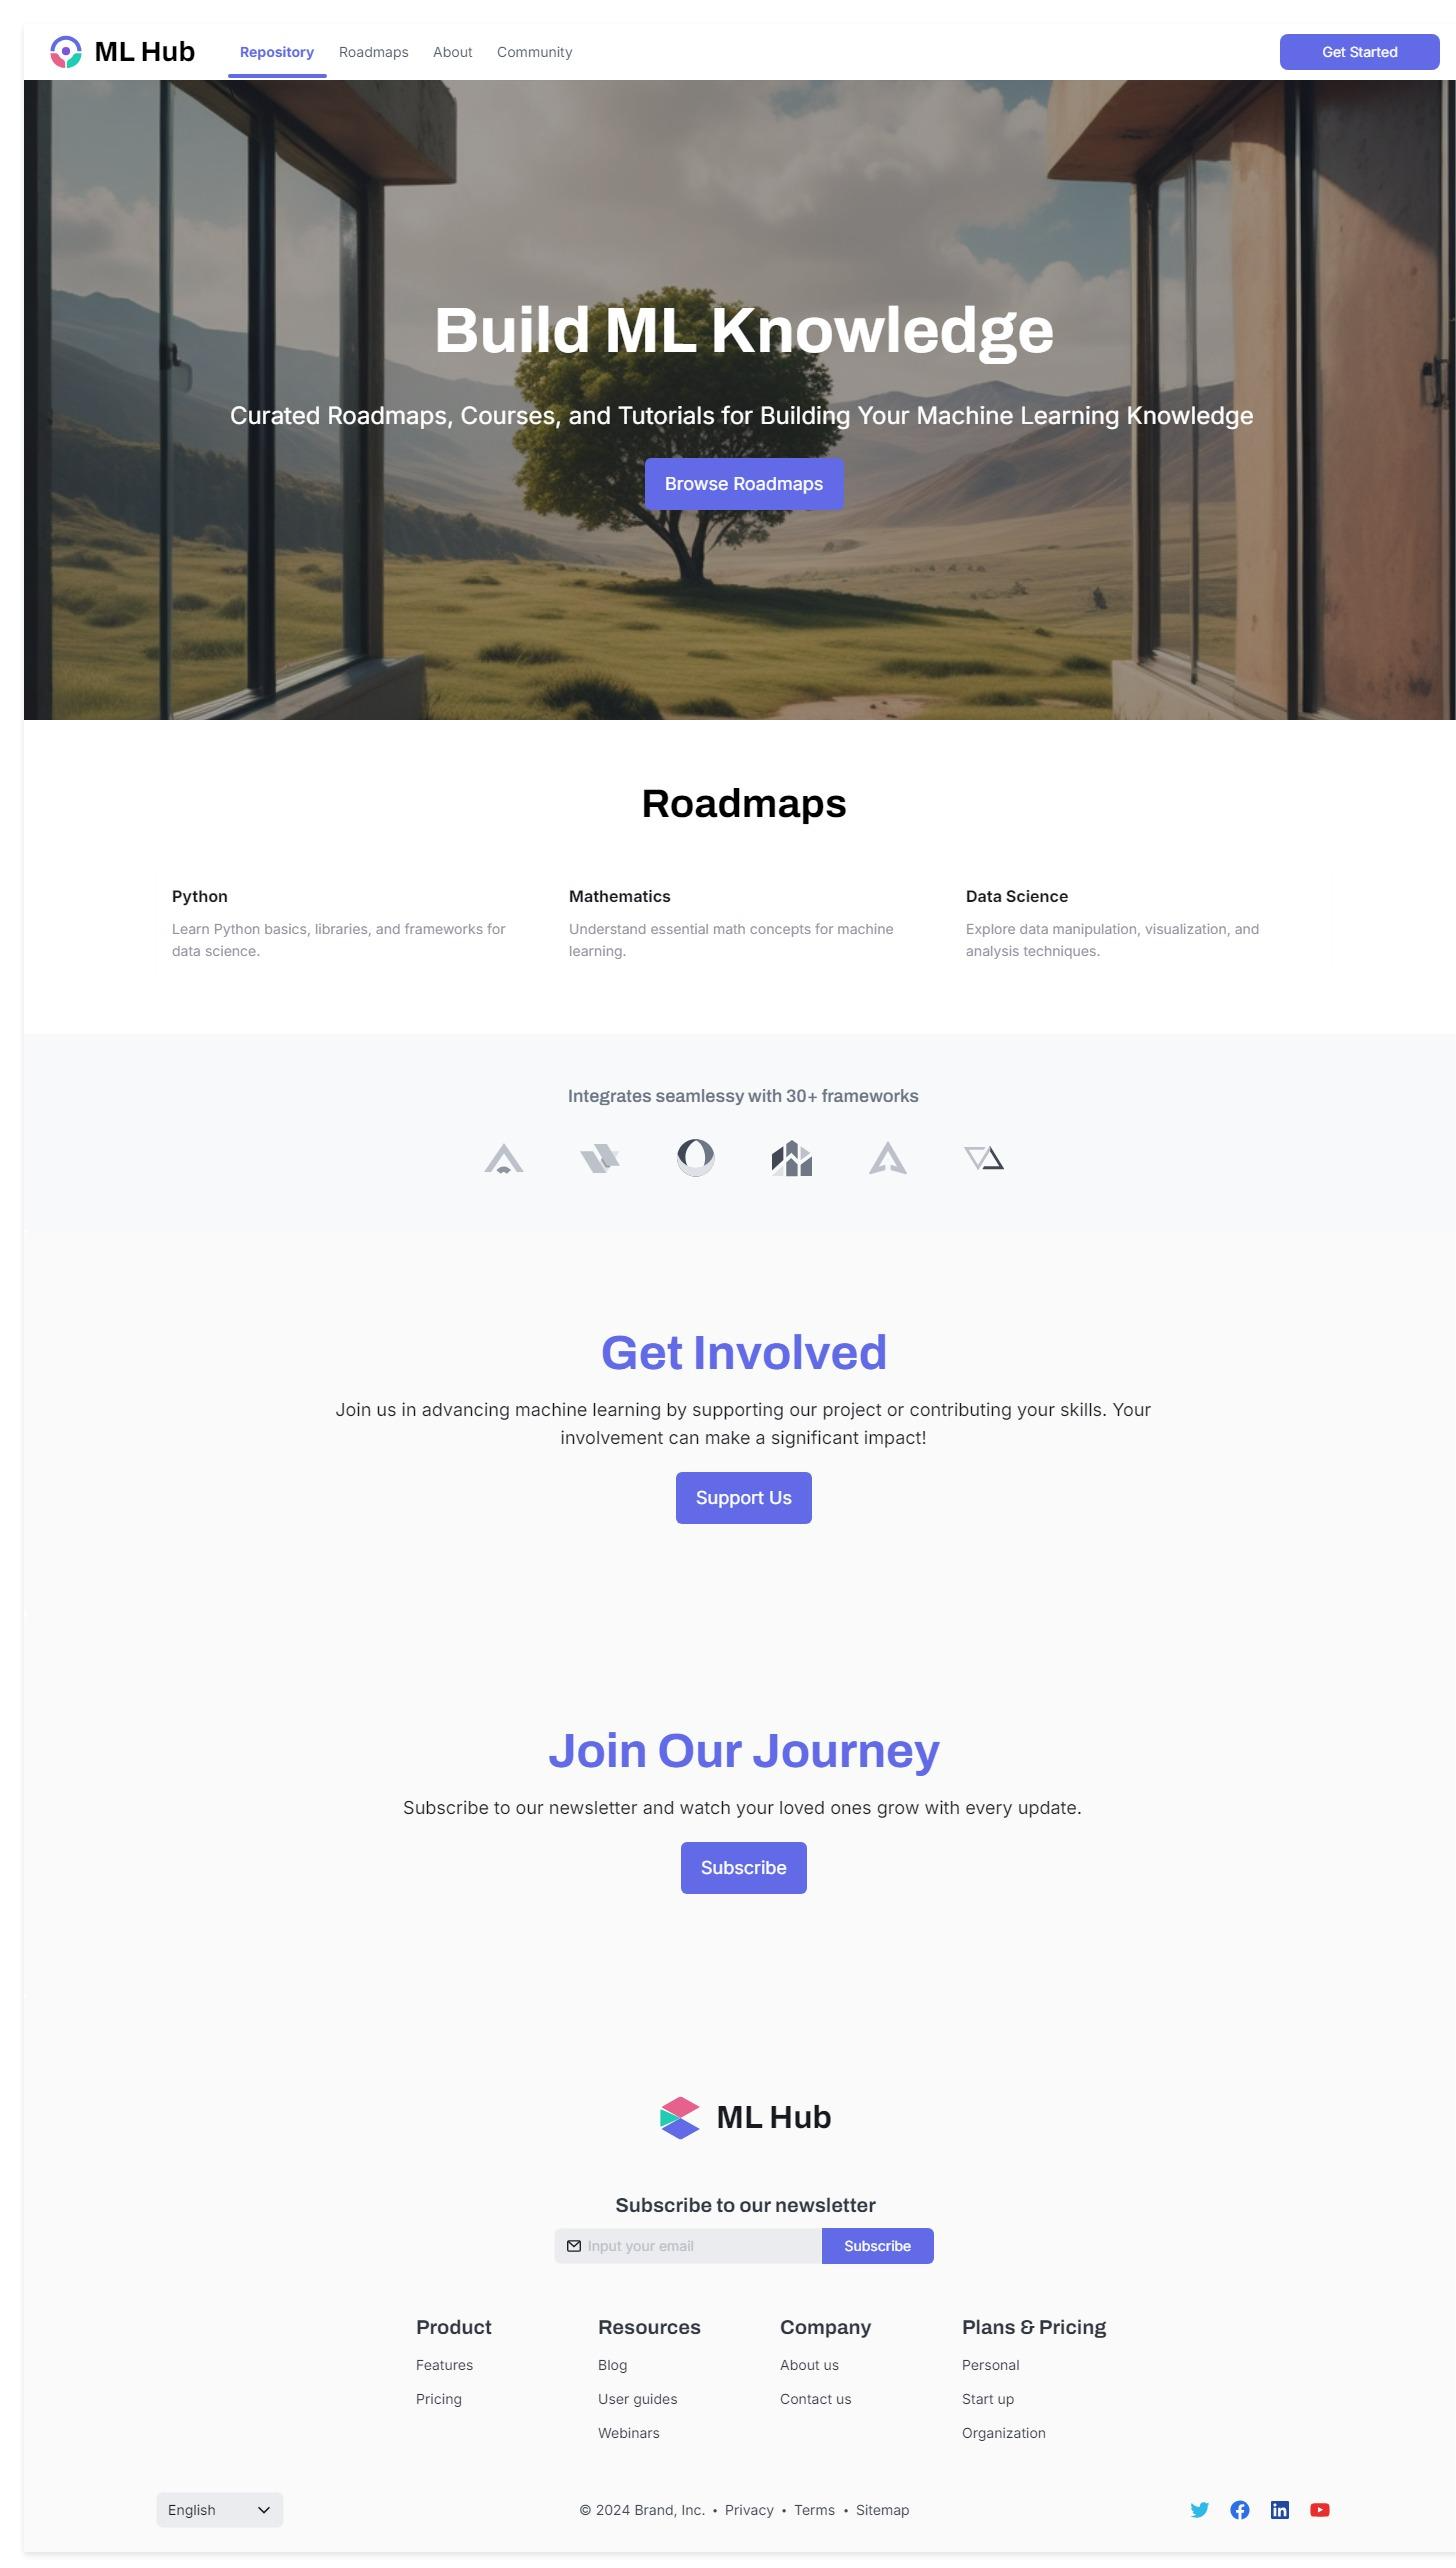 ML Hub
Repository
Roadmaps
About
Community
Get Started
Build ML Knowledge
Curated Roadmaps, Courses, and Tutorials for Building Your Machine Learning Knowledge
Browse Roadmaps
Roadmaps
Python
Learn Python basics, libraries, and frameworks for
data science.
Mathematics
Understand essential math concepts for machine
learning.
Data Science
Explore data manipulation, visualization, and
analysis techniques.
Integrates seamlessy with 30+ frameworks
Get Involved
Join us in advancing machine learning by supporting our project or contributing your skills. Your
involvement can make a significant impact!
Support Us
Join Our Journey
Subscribe to our newsletter and watch your loved ones grow with every update.
Subscribe
ML Hub
Subscribe to our newsletter
Input your email
Subscribe
Product
Features
Pricing
Resources
Blog
User guides
Webinars
Company
About us
Contact us
Plans & Pricing
Personal
Start up
Organization
English
© 2024 Brand, Inc. • Privacy • Terms • Sitemap